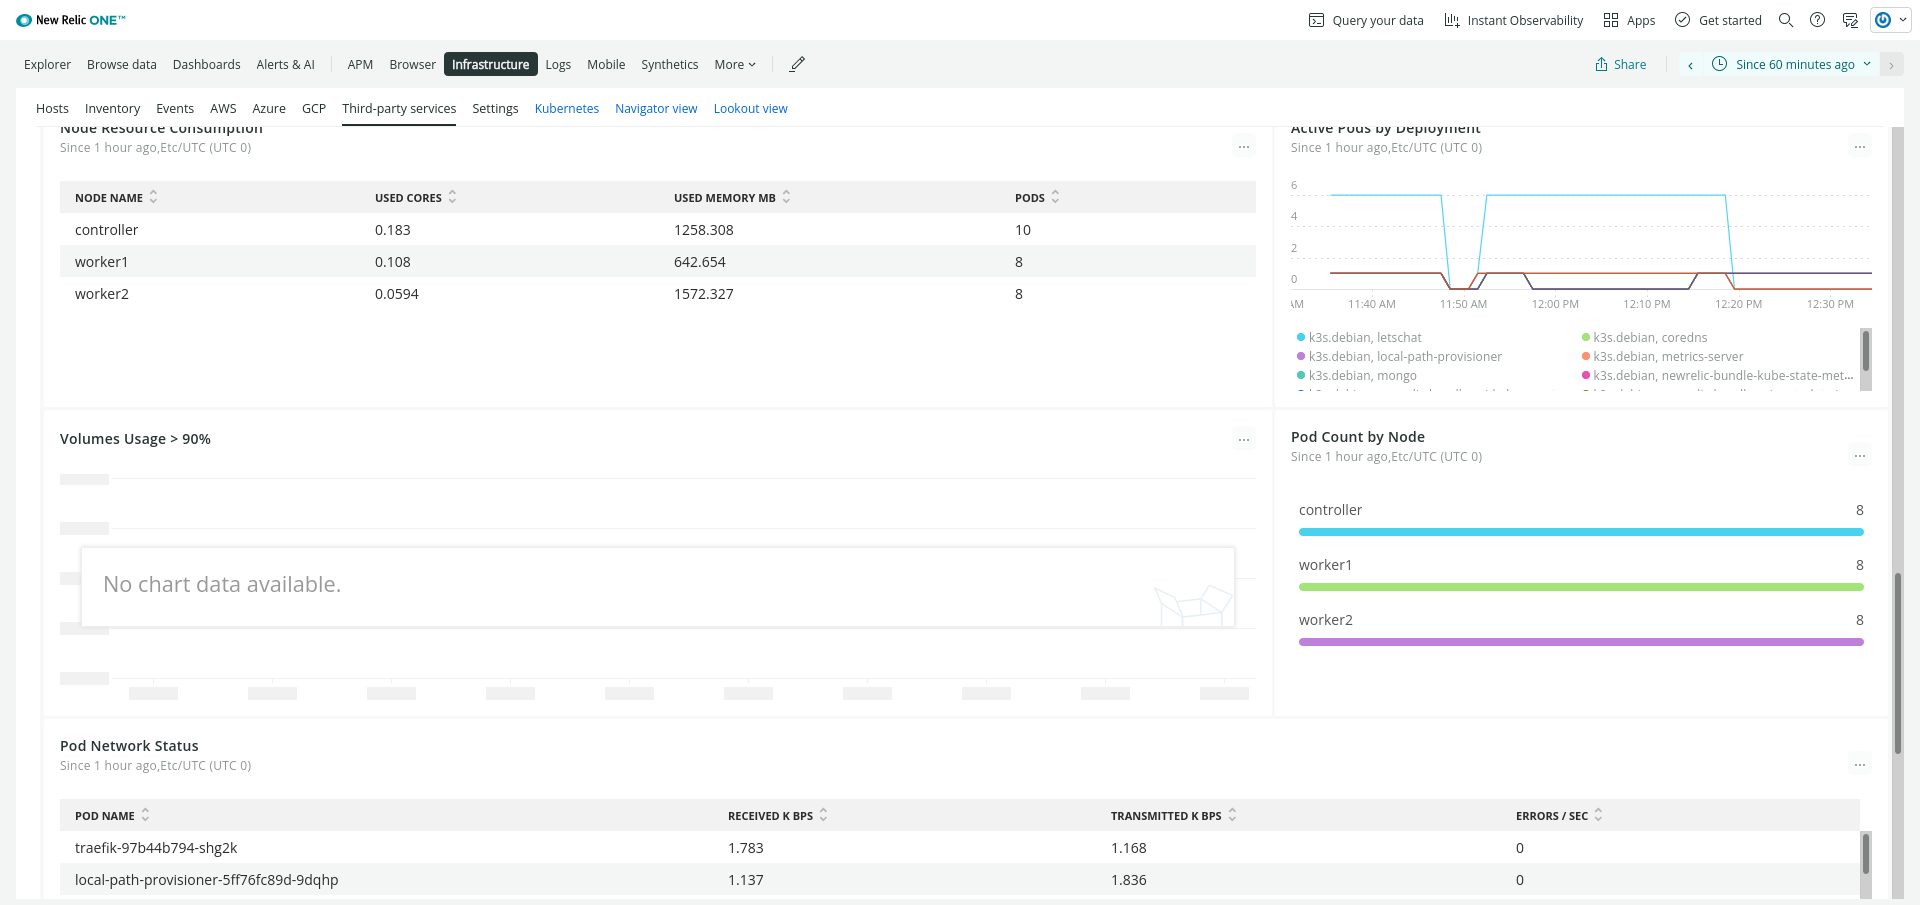 New Relic ONE™
Query your data
Instant Observability
Apps
Get started
Explorer
Browse data
Dashboards
Alerts & AI
APM
Browser
Infrastructure
Logs
Mobile
Synthetics
More
Share
Since 60 minutes ago
Hosts
Inventory
Events
AWS
Azure
GCP
Third-party services
Settings
Kubernetes
Navigator view
Lookout view
Node Resource Consumption
Since 1 hour ago,Etc/UTC (UTC 0)
...
NODE NAME USED CORES USED MEMORY MB PODS
controller 0.183 1258.308 10
worker1 0.108 642.654 8
worker2 0.0594 1572.327 8
Active Pods by Deployment
Since 1 hour ago,Etc/UTC (UTC 0)
...
6
4
2
0
AM 11:40 AM 11:50 AM 12:00 PM 12:10 PM 12:20 PM 12:30 PM
k3s.debian, letschat
k3s.debian, coredns
k3s.debian, local-path-provisioner
k3s.debian, metrics-server
k3s.debian, mongo
k3s.debian, newrelic-bundle-kube-state-met...
Volumes Usage > 90%
...
No chart data available.
Pod Count by Node
Since 1 hour ago,Etc/UTC (UTC 0)
...
controller 8
worker1 8
worker2 8
Pod Network Status
Since 1 hour ago,Etc/UTC (UTC 0)
...
POD NAME RECEIVED K BPS TRANSMITTED K BPS ERRORS / SEC
traefik-97b44b794-shg2k 1.783 1.168 0
local-path-provisioner-5ff76fc89d-9dqhp 1.137 1.836 0